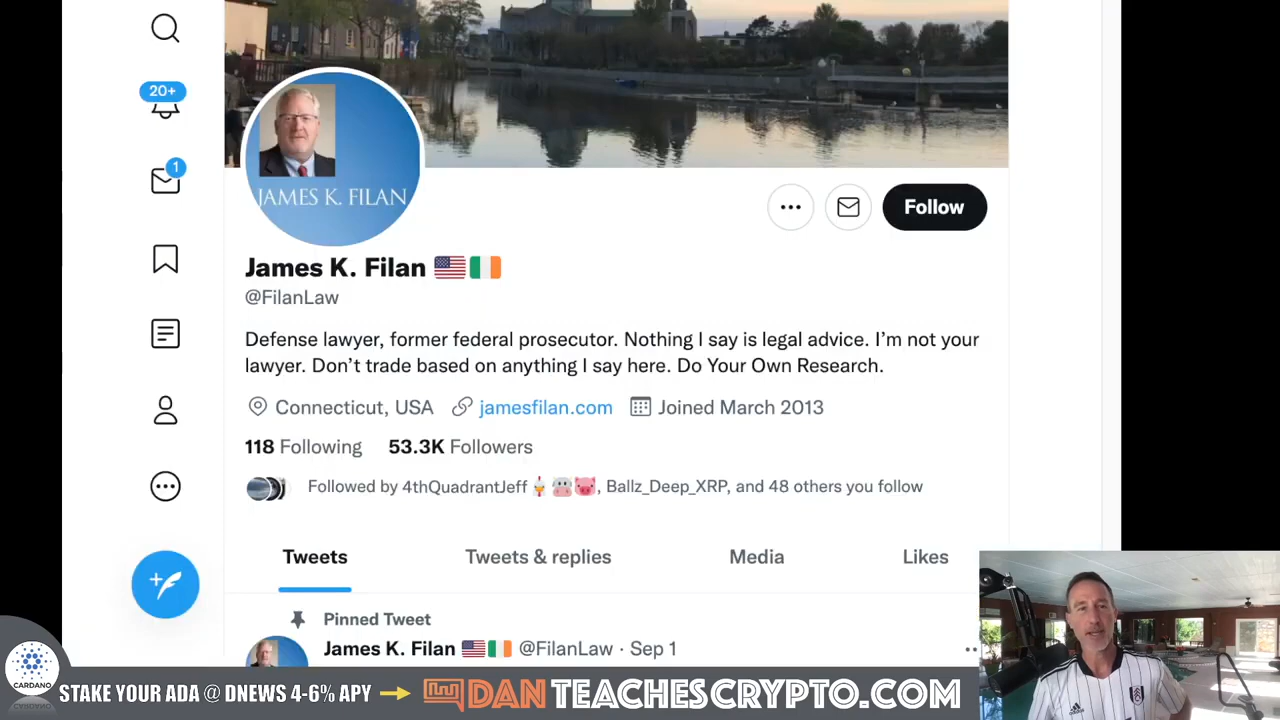 20+
1
JAMES K. FILAN
Follow
James K. Filan 🇺🇸🇮🇪
@FilanLaw
Defense lawyer, former federal prosecutor. Nothing I say is legal advice. I'm not your
lawyer. Don't trade based on anything I say here. Do Your Own Research.
Connecticut, USA jamesfilan.com Joined March 2013
118 Following 53.3K Followers
Followed by 4thQuadrantJeff, Ballz_Deep_XRP, and 48 others you follow
Tweets Tweets & replies Media Likes
Pinned Tweet
James K. Filan 🇺🇸🇮🇪 @FilanLaw · Sep 1
CARDANO
STAKE YOUR ADA @ DNEWS 4-6% APY DANTEACHESCRYPTO.COM
adidas